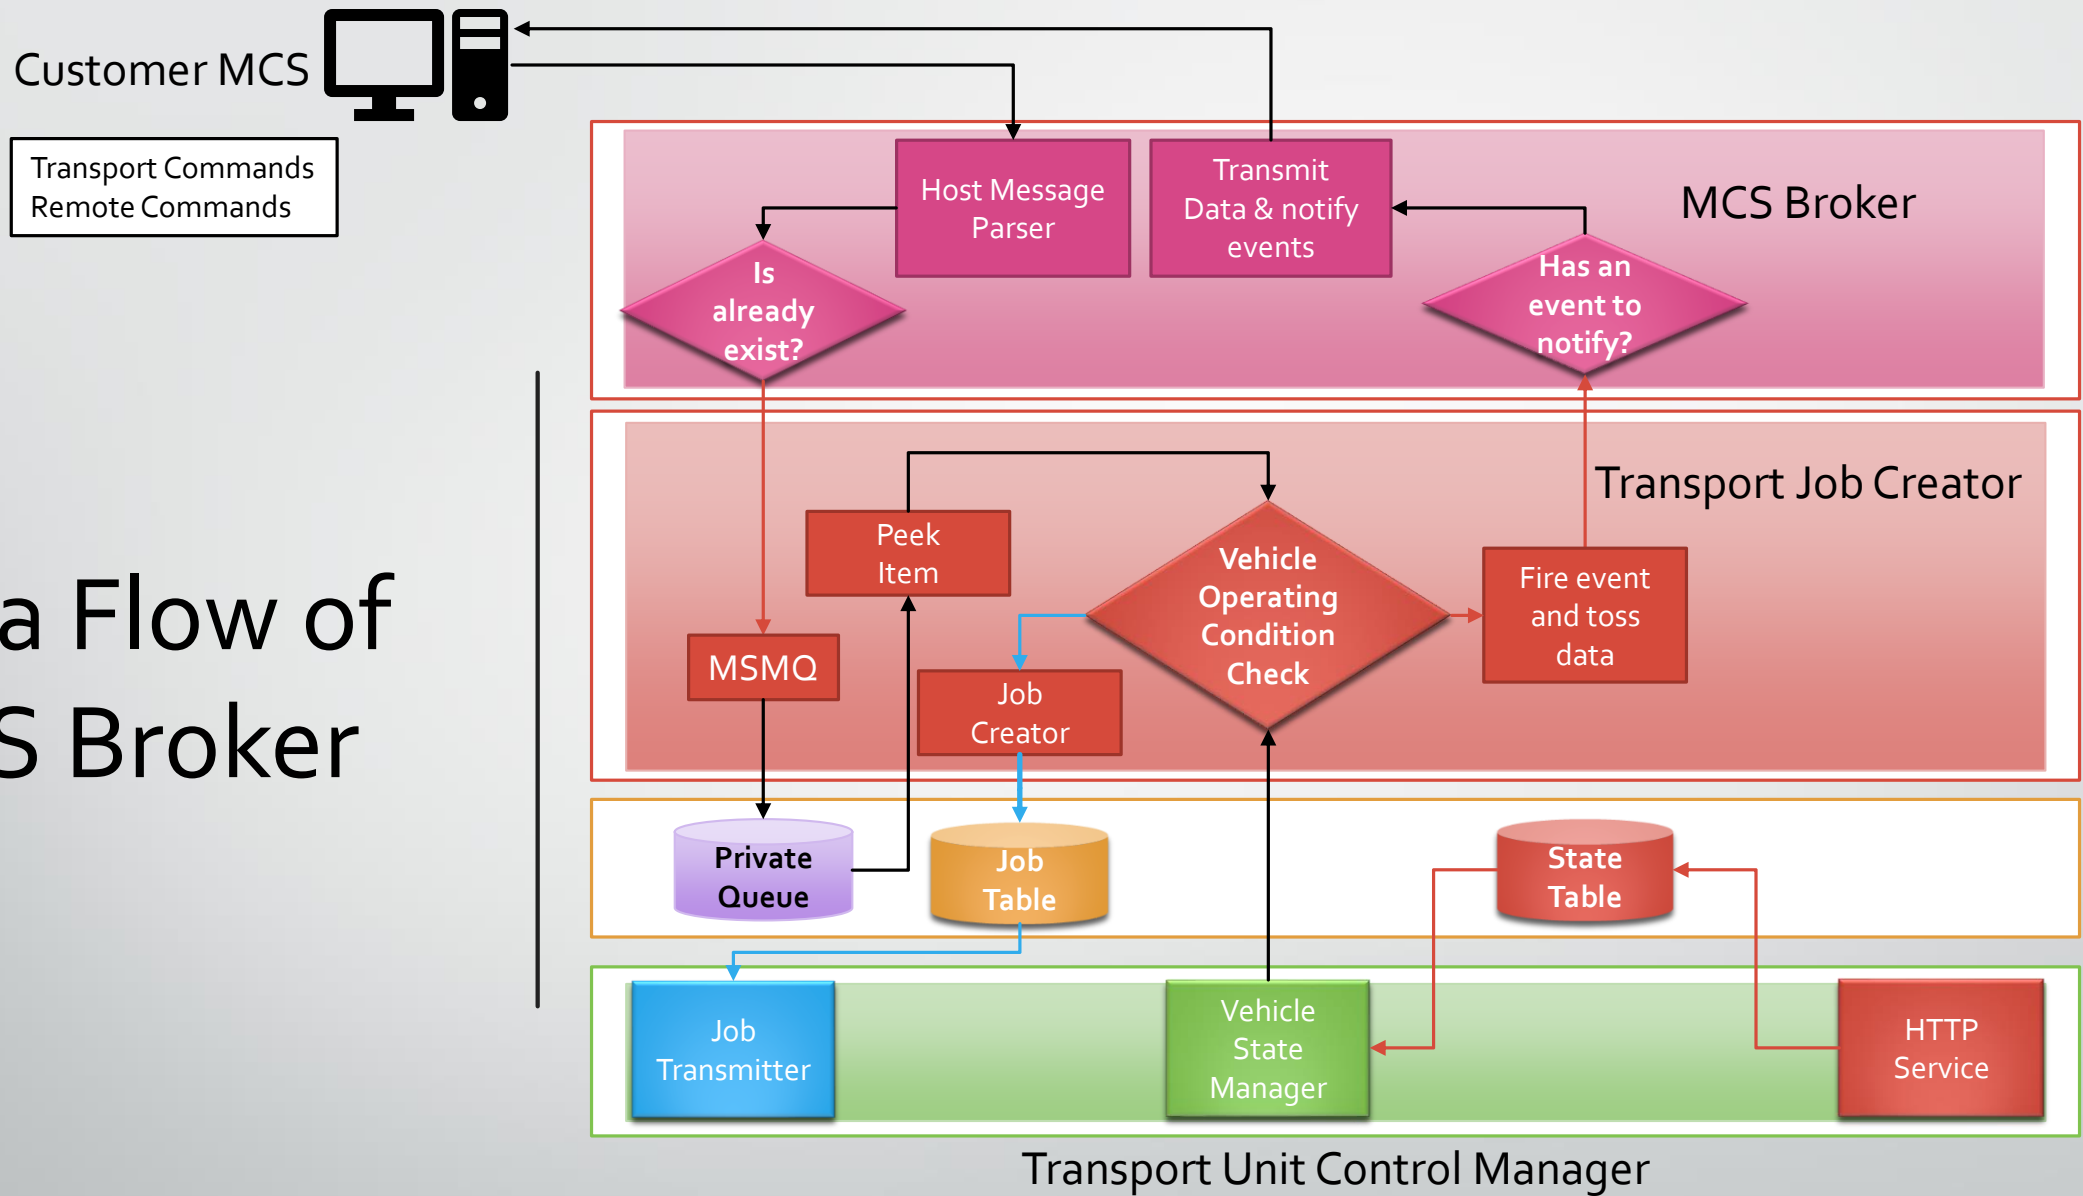 Customer MCS
Transport Commands
Remote Commands
a Flow of
S Broker
MCS Broker
Host Message
Parser
Transmit
Data & notify
events
Is
already
exist?
Has an
event to
notify?
Transport Job Creator
Peek
Item
Vehicle
Operating
Condition
Check
Fire event
and toss
data
MSMQ
Job
Creator
Private
Queue
Job
Table
State
Table
Job
Transmitter
Vehicle
State
Manager
HTTP
Service
Transport Unit Control Manager